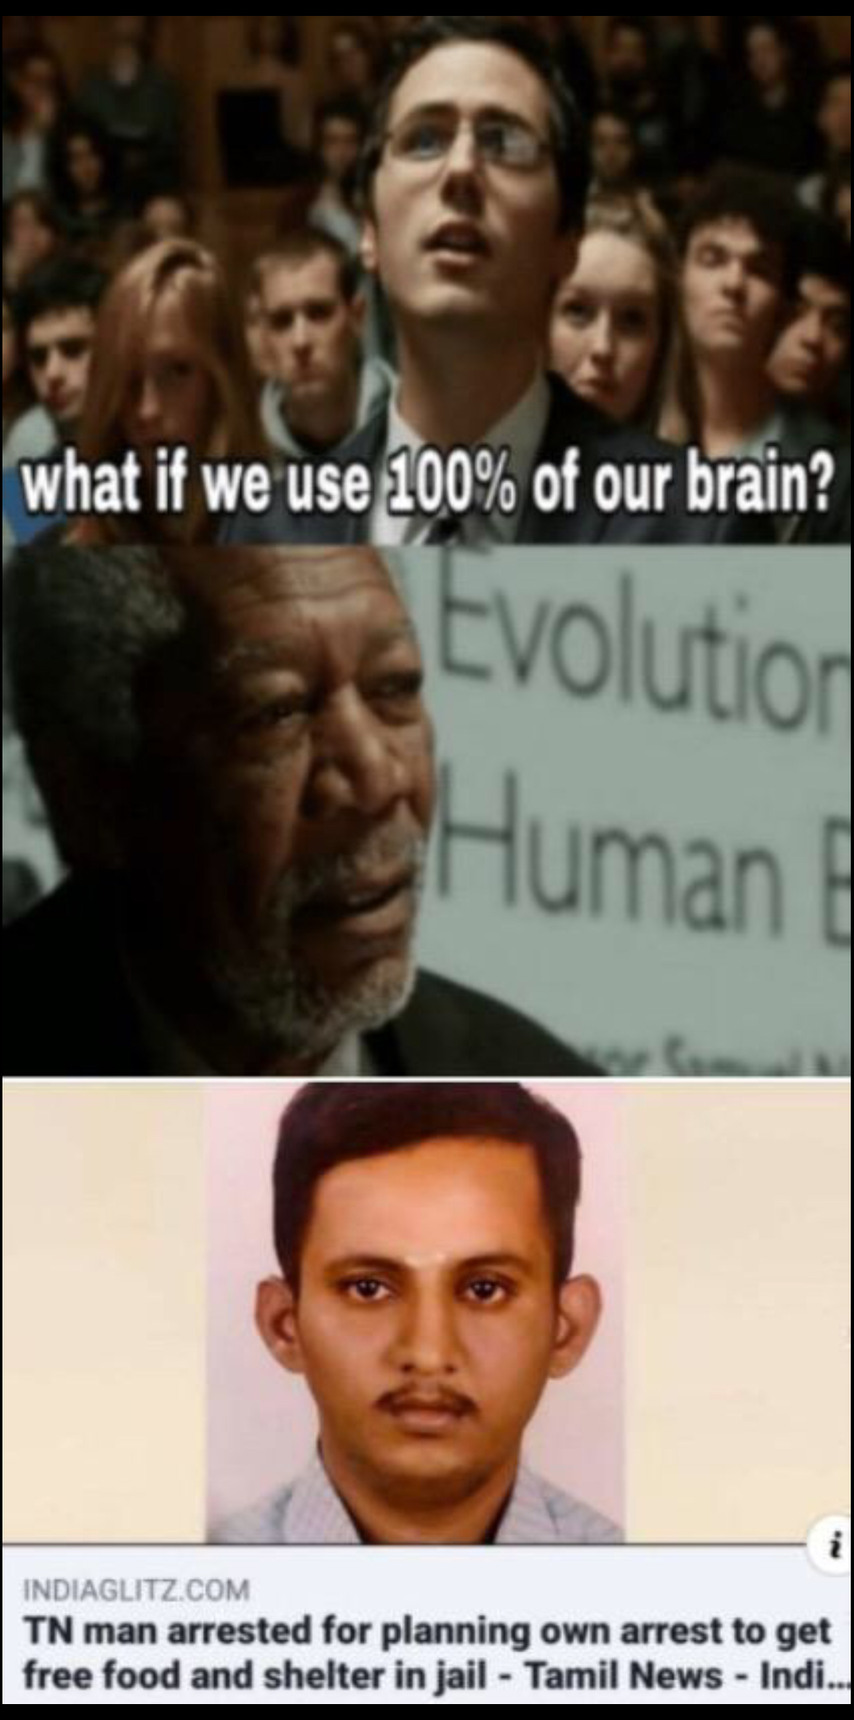 what if we use 100% of our brain?
Evolution
Human
INDIAGLITZ.COM
TN man arrested for planning own arrest to get
free food and shelter in jail - Tamil News - Indi...